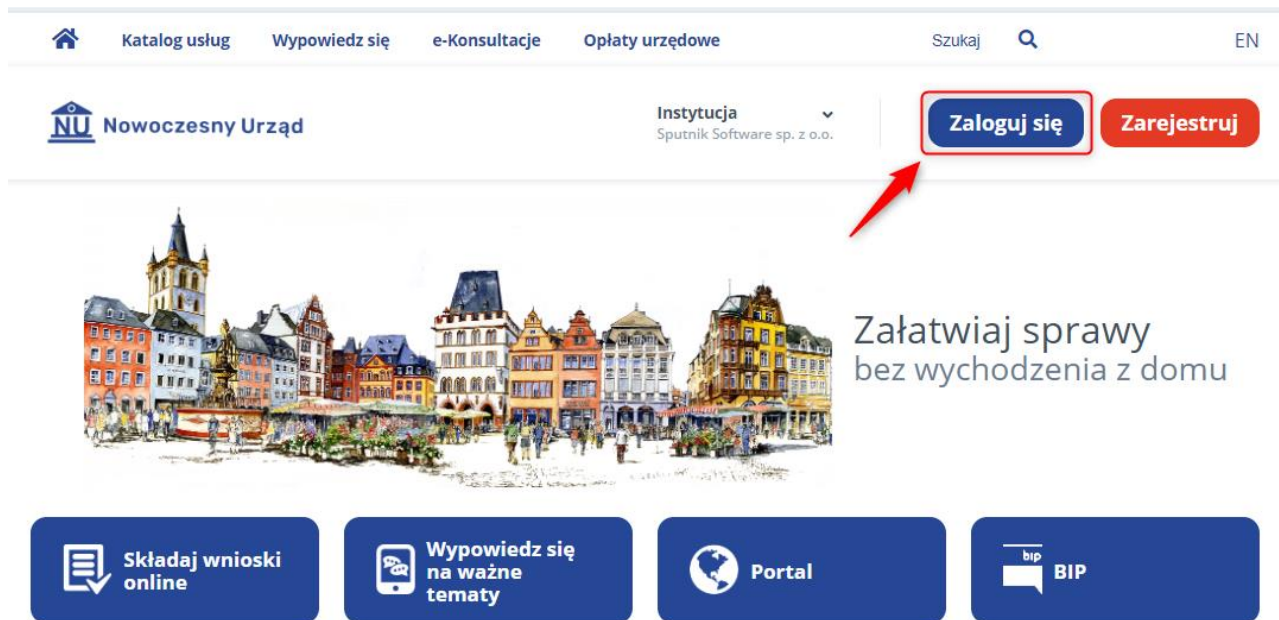 Katalog usług Wypowiedz się e-Konsultacje Opłaty urzędowe Szukaj EN
NU Nowoczesny Urząd
Instytucja
Sputnik Software sp. z o.o.
Zaloguj się Zarejestruj
Załatwiaj sprawy
bez wychodzenia z domu
Składaj wnioski
online
Wypowiedz się
na ważne
tematy
Portal
bip BIP